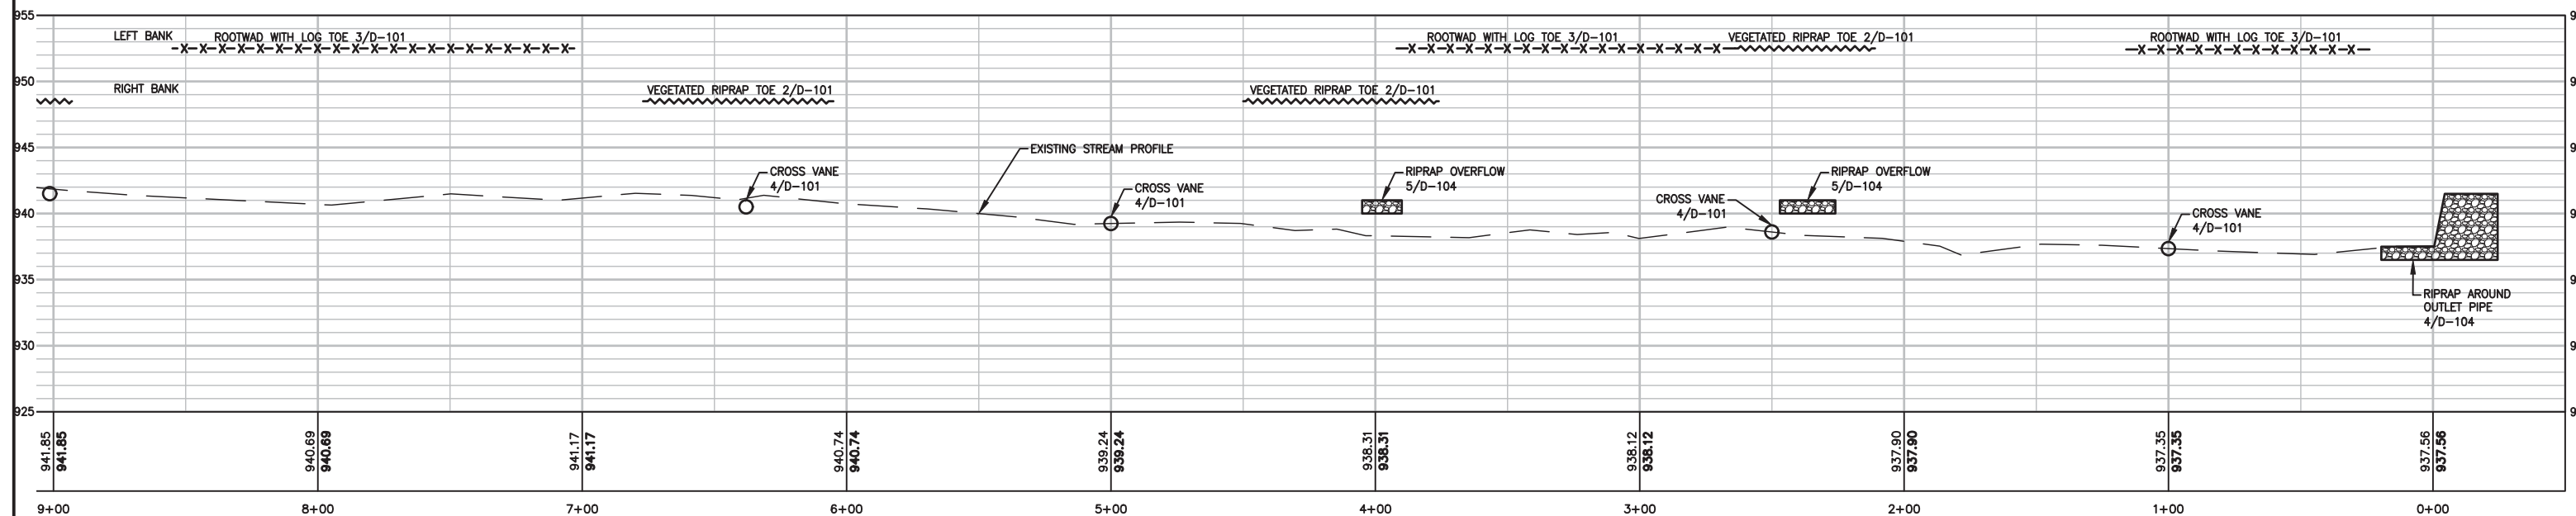 955
9
LEFT BANK
ROOTWAD WITH LOG TOE 3/D-101
ROOTWAD WITH LOG TOE 3/D-101
VEGETATED RIPRAP TOE 2/D-101
ROOTWAD WITH LOG TOE 3/D-101
950
9
RIGHT BANK
VEGETATED RIPRAP TOE 2/D-101
VEGETATED RIPRAP TOE 2/D-101
945
9
EXISTING STREAM PROFILE
CROSS VANE
4/D-101
CROSS VANE
4/D-101
RIPRAP OVERFLOW
5/D-104
CROSS VANE
4/D-101
RIPRAP OVERFLOW
5/D-104
CROSS VANE
4/D-101
940
9
935
9
RIPRAP AROUND
OUTLET PIPE
4/D-104
930
9
925
9
941.85
941.85
940.69
940.69
941.17
941.17
940.74
940.74
939.24
939.24
938.31
938.31
938.12
938.12
937.90
937.90
937.35
937.35
937.56
937.56
9+00
8+00
7+00
6+00
5+00
4+00
3+00
2+00
1+00
0+00